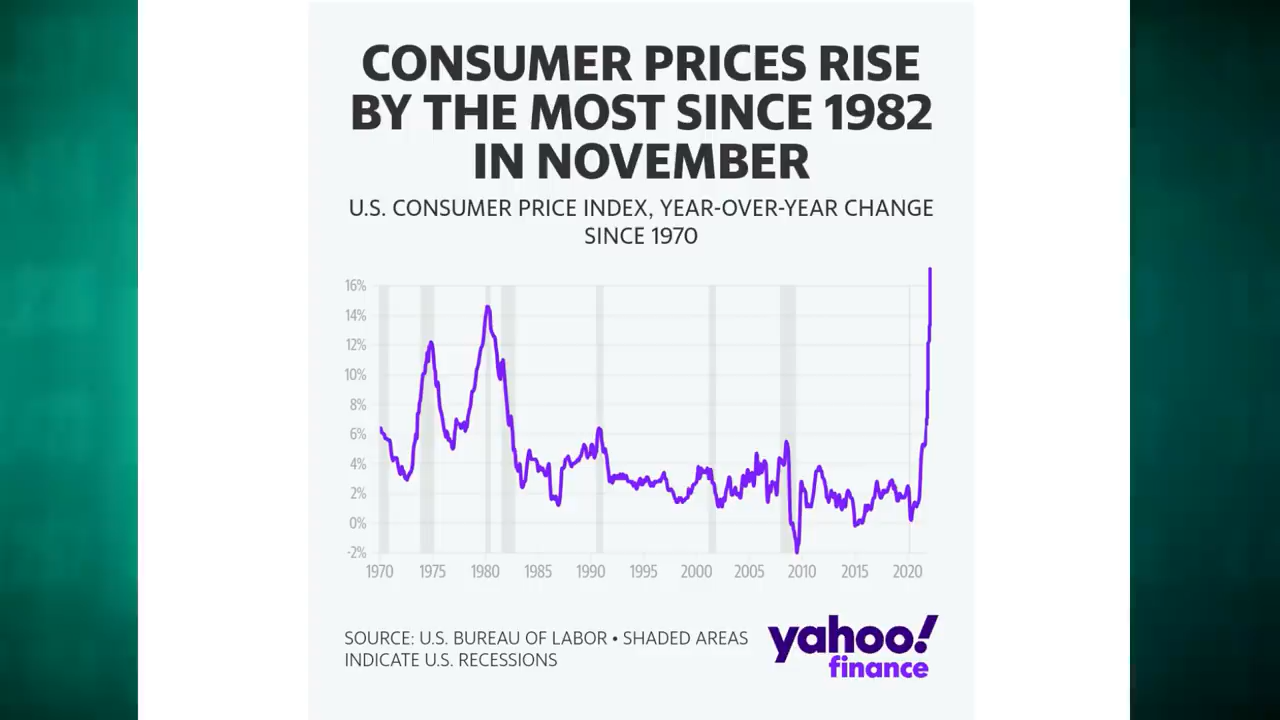 CONSUMER PRICES RISE
BY THE MOST SINCE 1982
IN NOVEMBER
U.S. CONSUMER PRICE INDEX, YEAR-OVER-YEAR CHANGE
SINCE 1970
16%
14%
12%
10%
8%
6%
4%
2%
0%
-2%
1970 1975 1980 1985 1990 1995 2000 2005 2010 2015 2020
SOURCE: U.S. BUREAU OF LABOR • SHADED AREAS
INDICATE U.S. RECESSIONS
yahoo!
finance